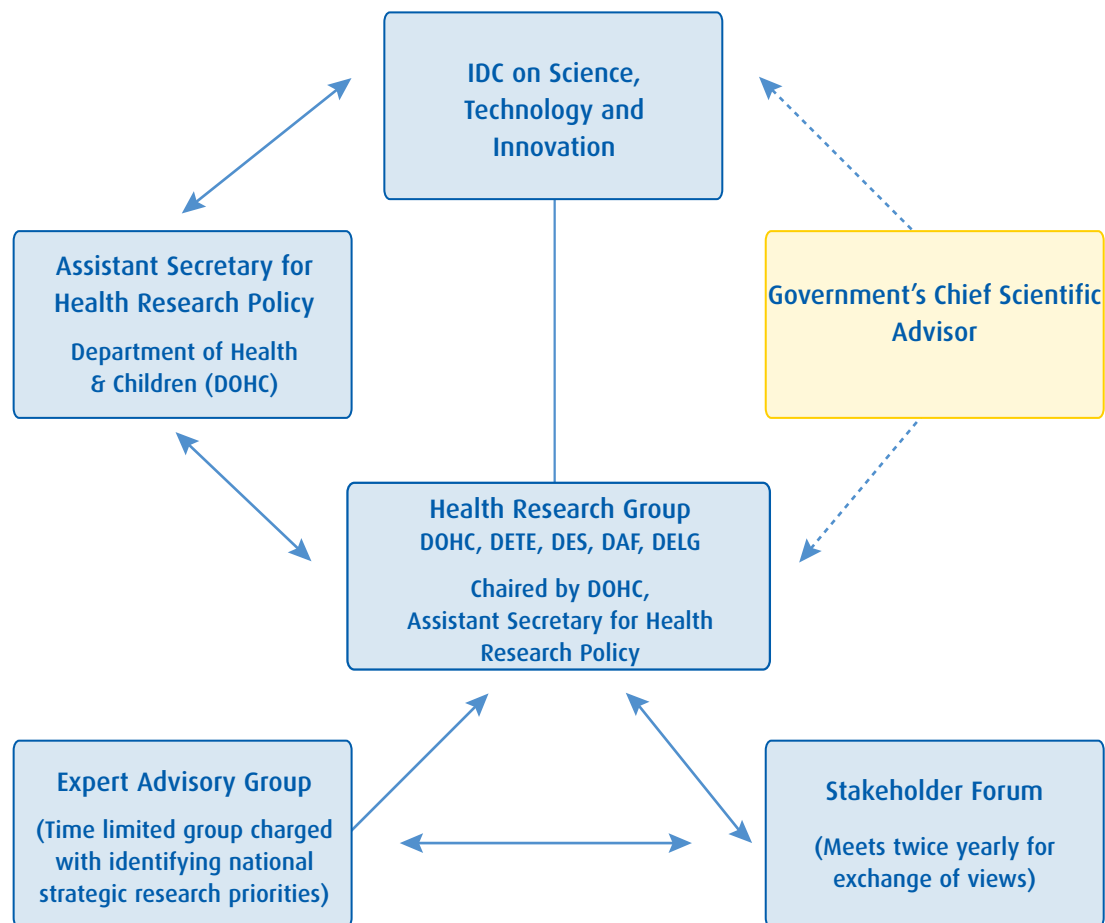 IDC on Science,
Technology and
Innovation
Assistant Secretary for
Health Research Policy
Department of Health
& Children (DOHC)
Government’s Chief Scientific
Advisor
Health Research Group
DOHC, DETE, DES, DAF, DELG
Chaired by DOHC,
Assistant Secretary for Health
Research Policy
Expert Advisory Group
(Time limited group charged
with identifying national
strategic research priorities)
Stakeholder Forum
(Meets twice yearly for
exchange of views)